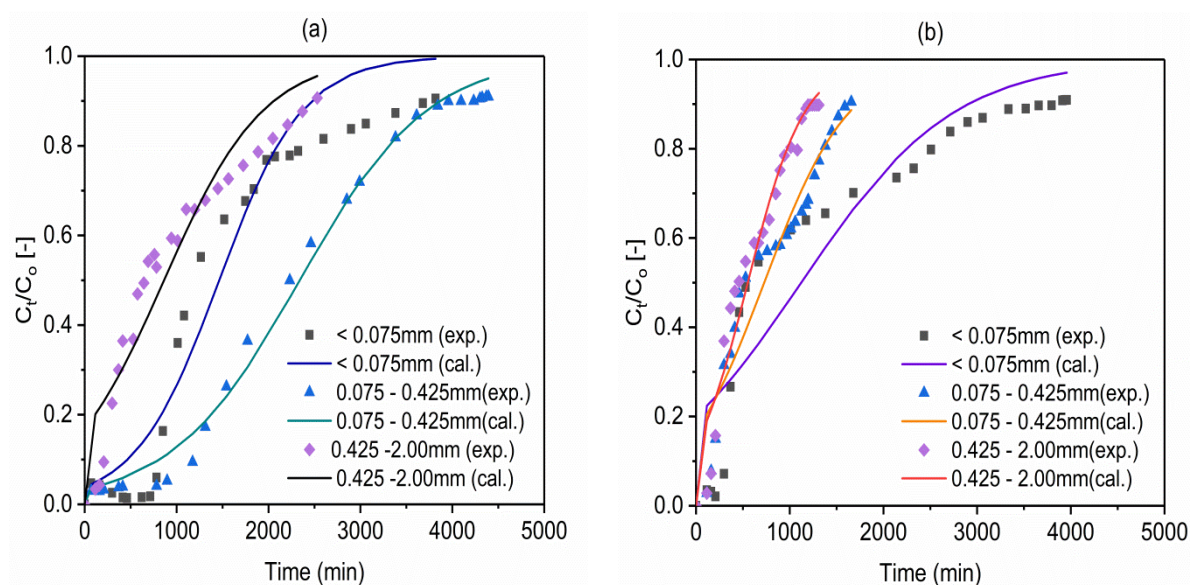 (a)
1.0
0.8
0.6
0.4
0.2
0.0
Cₜ/Cₒ [-]
< 0.075mm (exp.)
< 0.075mm (cal.)
0.075 - 0.425mm(exp.)
0.075 - 0.425mm(cal.)
0.425 -2.00mm (exp.)
0.425 -2.00mm (cal.)
0 1000 2000 3000 4000 5000
Time (min)
(b)
1.0
0.8
0.6
0.4
0.2
0.0
Cₜ/Cₒ [-]
< 0.075mm (exp.)
< 0.075mm (cal.)
0.075 - 0.425mm(exp.)
0.075 - 0.425mm(cal.)
0.425 - 2.00mm(exp.)
0.425 - 2.00mm(cal.)
0 1000 2000 3000 4000 5000
Time (min)